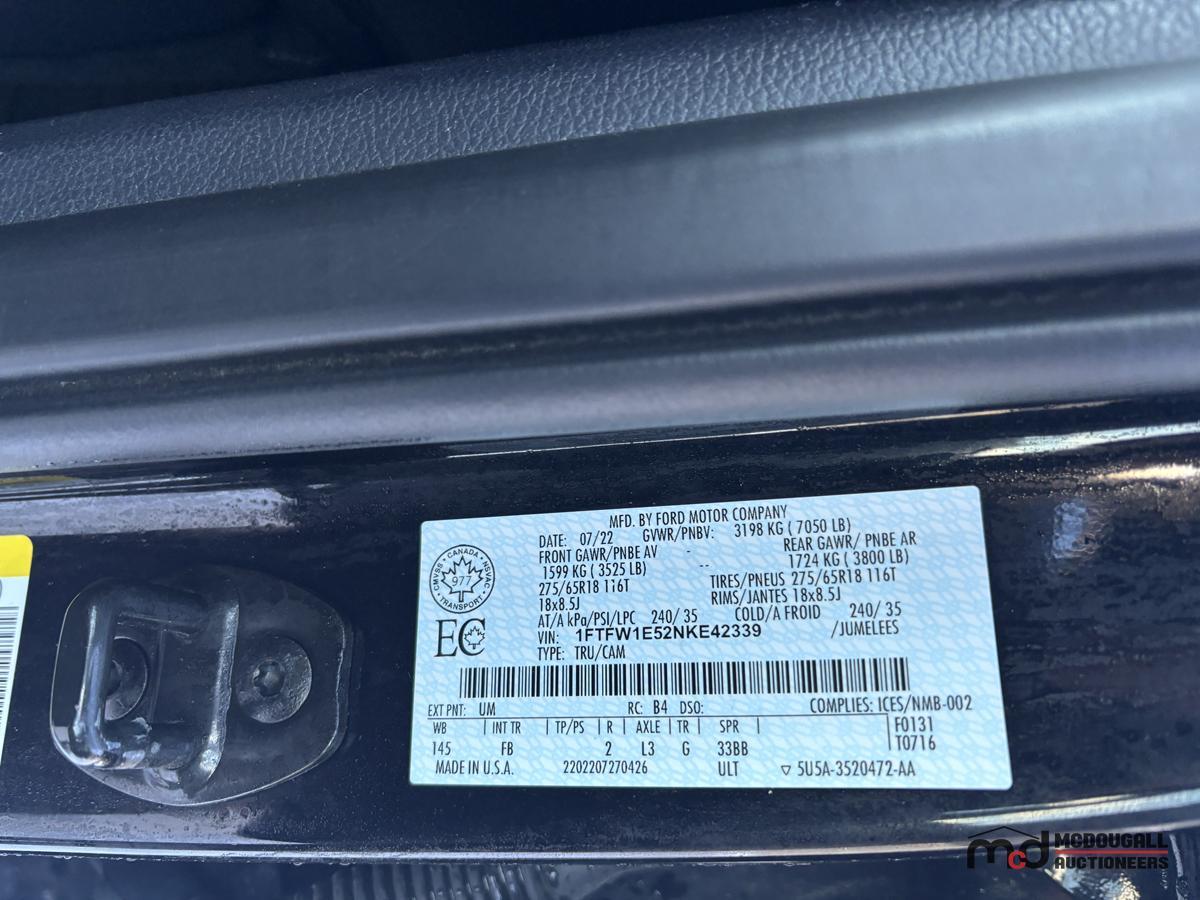 MFD. BY FORD MOTOR COMPANY
DATE: 07/22 GVWR/PNBV: 3198 KG ( 7050 LB)
FRONT GAWR/PNBE AV - REAR GAWR/ PNBE AR
1599 KG ( 3525 LB) -- 1724 KG ( 3800 LB)
275/65R18 116T TIRES/PNEUS 275/65R18 116T
18x8.5J RIMS/JANTES 18x8.5J
AT/A kPa/PSI/LPC 240/ 35 COLD/A FROID 240/ 35
VIN: 1FTFW1E52NKE42339 /JUMELEES
TYPE: TRU/CAM
CANADA
CMVSS NSVAC
977
TRANSPORT
EC
EXT PNT: UM RC: B4 DSO: COMPLIES: ICES/NMB-002
WB | INT TR | TP/PS | R | AXLE | TR | SPR | F0131
145 FB 2 L3 G 33BB T0716
MADE IN U.S.A. 2202207270426 ULT ▽ 5U5A-3520472-AA
mcd MCDOUGALL
AUCTIONEERS